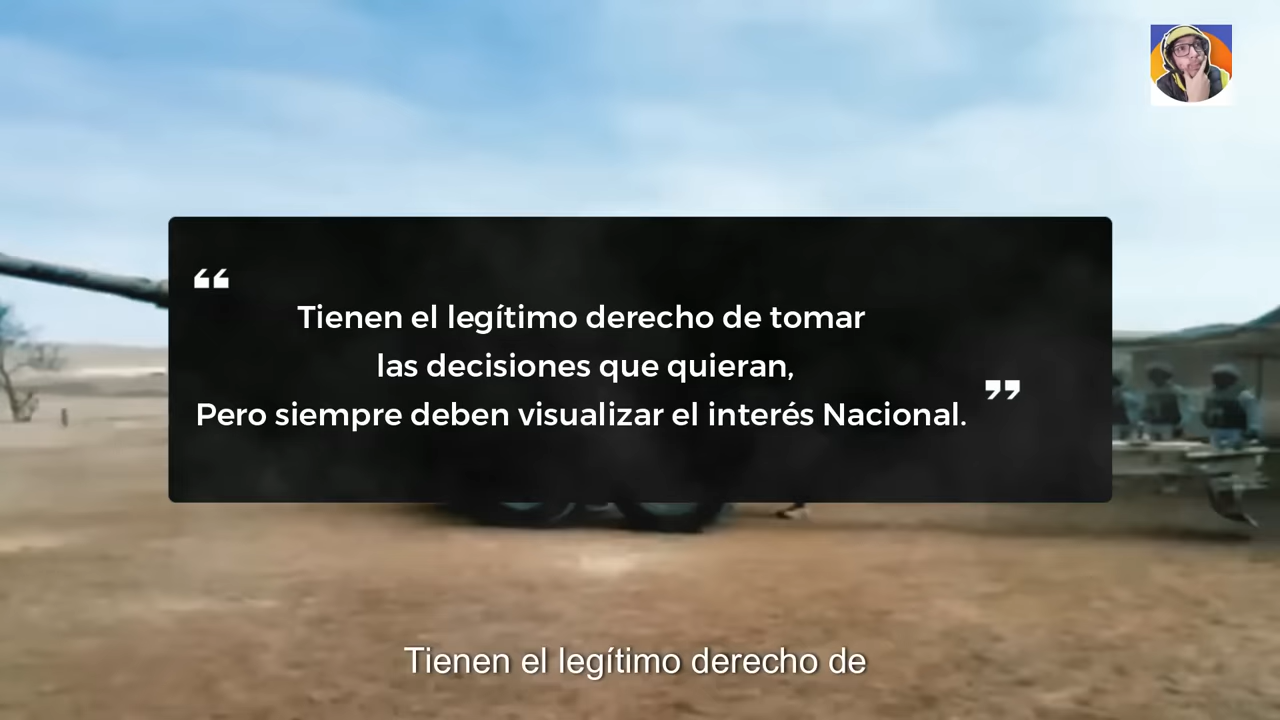 “
Tienen el legítimo derecho de tomar
las decisiones que quieran,
Pero siempre deben visualizar el interés Nacional.
”
Tienen el legítimo derecho de